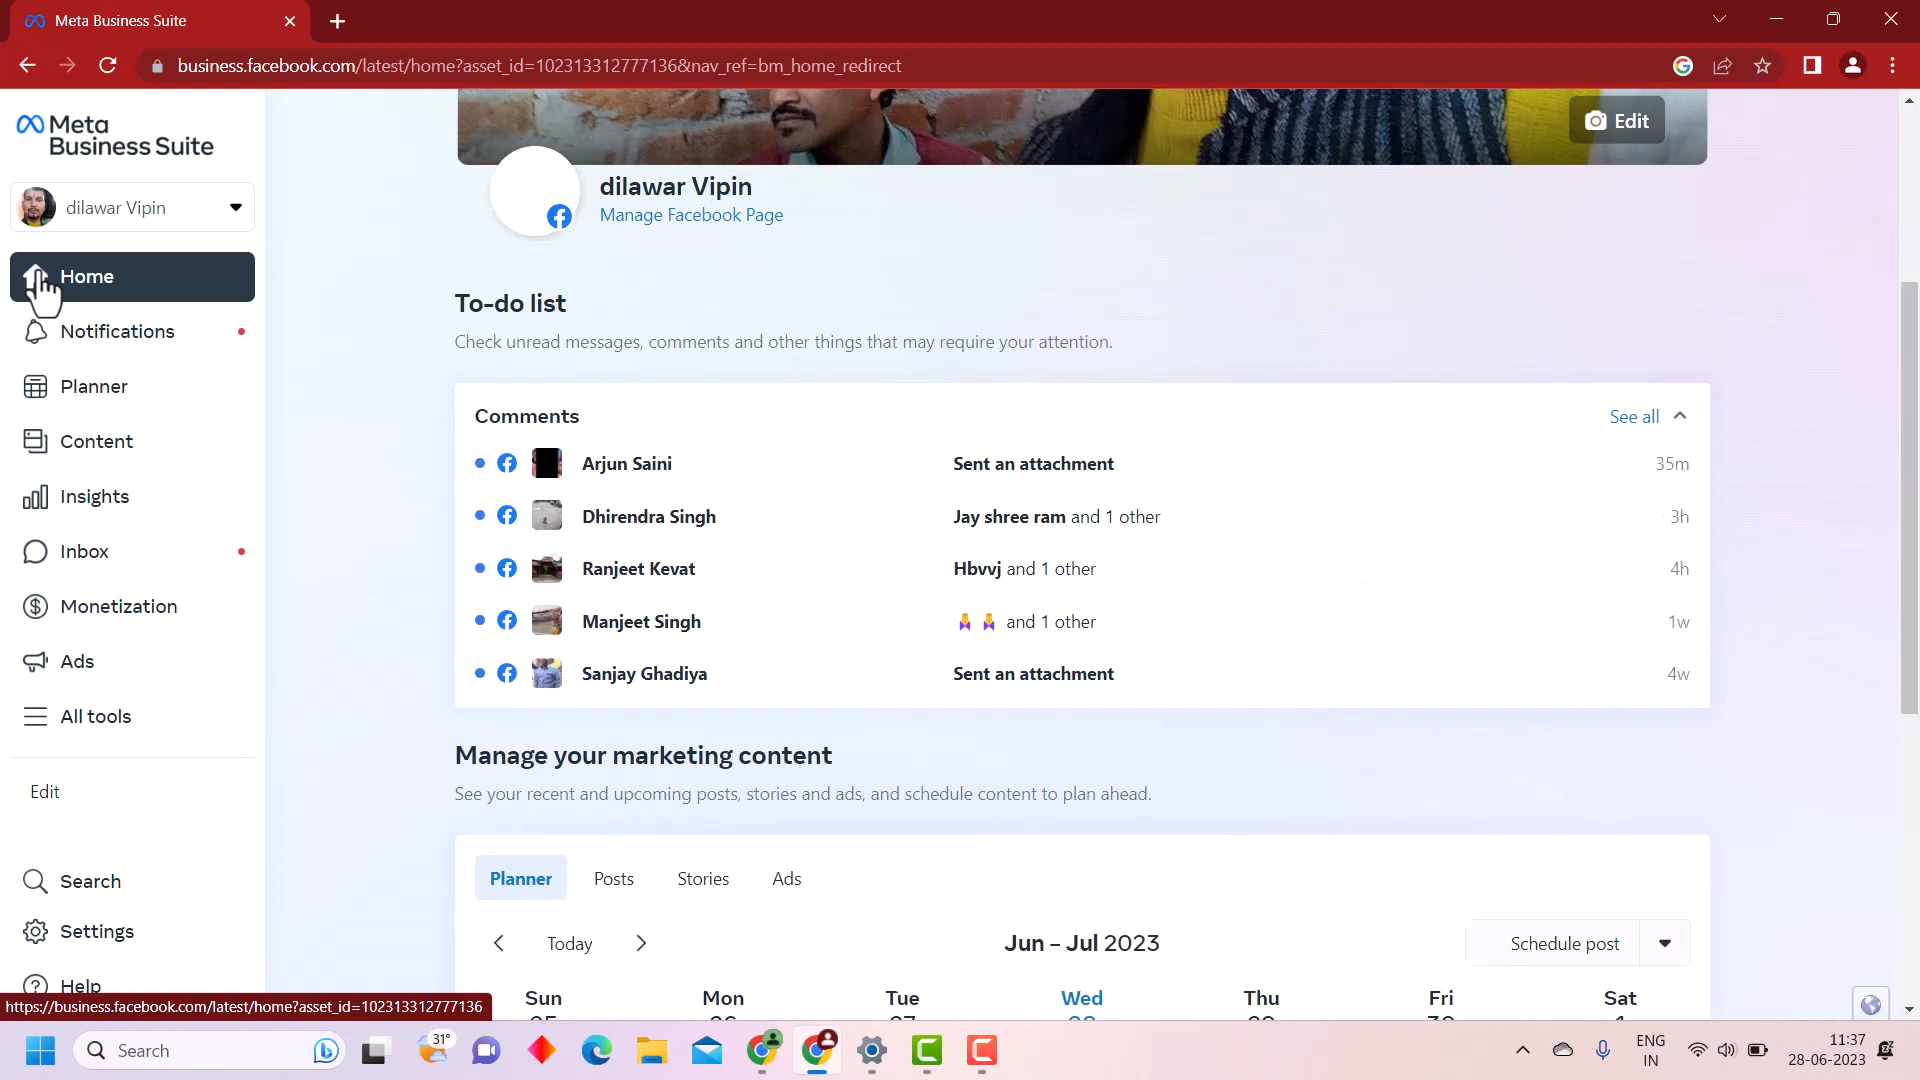 Meta Business Suite
business.facebook.com/latest/home?asset_id=102313312777136&nav_ref=bm_home_redirect
Meta
Business Suite
dilawar Vipin
Home
Notifications
Planner
Content
Insights
Inbox
Monetization
Ads
All tools
Edit
Search
Settings
Help
https://business.facebook.com/latest/home?asset_id=102313312777136
Edit
dilawar Vipin
Manage Facebook Page
To-do list
Check unread messages, comments and other things that may require your attention.
Comments See all
Arjun Saini Sent an attachment 35m
Dhirendra Singh Jay shree ram and 1 other 3h
Ranjeet Kevat Hbvvj and 1 other 4h
Manjeet Singh 🧘 🧘 and 1 other 1w
Sanjay Ghadiya Sent an attachment 4w
Manage your marketing content
See your recent and upcoming posts, stories and ads, and schedule content to plan ahead.
Planner Posts Stories Ads
Today Jun – Jul 2023 Schedule post
Sun Mon Tue Wed Thu Fri Sat
Search 31° ENG 11:37
IN 28-06-2023